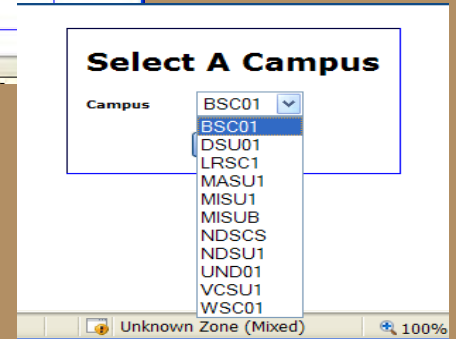 Select A Campus
Campus BSC01
BSC01
DSU01
LRSC1
MASU1
MISU1
MISUB
NDSCS
NDSU1
UND01
VCSU1
WSC01
Unknown Zone (Mixed) 100%